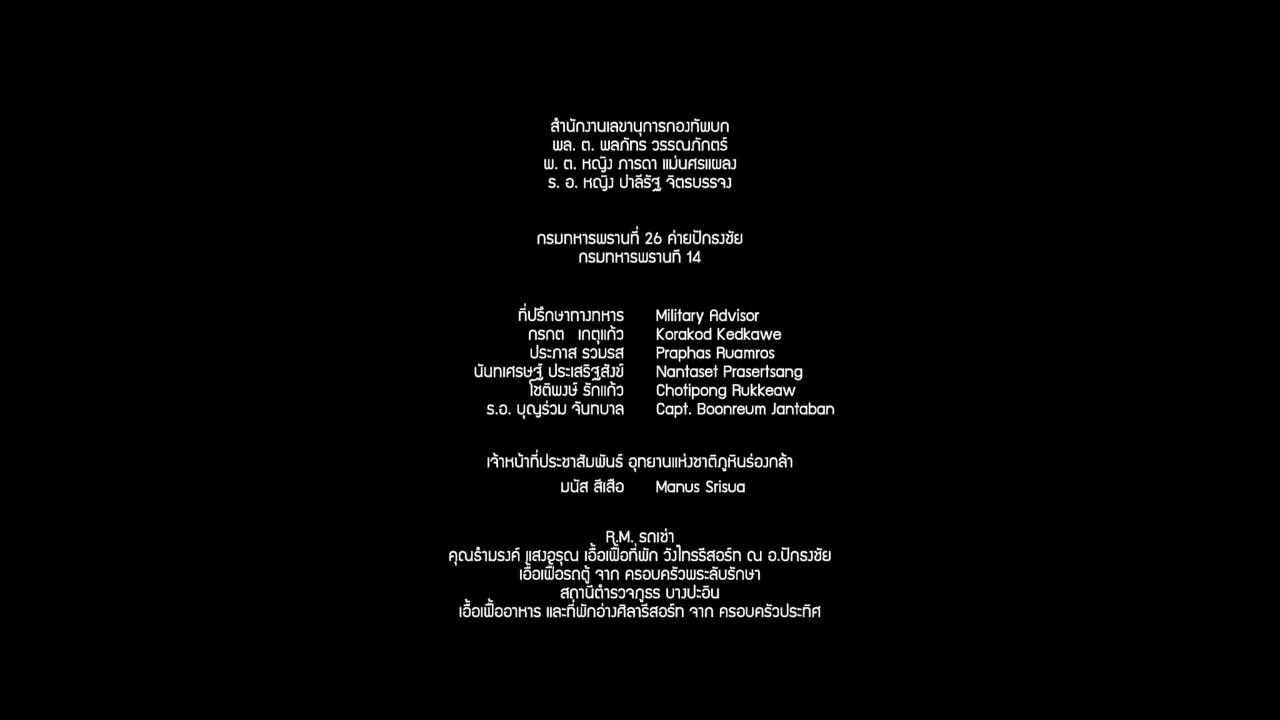 สำนักงานเลขานุการกองทัพบก
พล. ต. พลภัทร วรรณภักตร์
พ. ต. หญิง ภารดา แม่นศรแผลง
ร. อ. หญิง ปาลีรัฐ จิตรบรรจง
กรมทหารพรานที่ 26 ค่ายปักธงชัย
กรมทหารพรานที 14
ที่ปรึกษาทางทหาร Military Advisor
กรกต เกตุแก้ว Korakod Kedkawe
ประภาส รวมรส Praphas Ruamros
นันทเศรษฐ์ ประเสริฐสังข์ Nantaset Prasertsang
โชติพงษ์ รักแก้ว Chotipong Rukkeaw
ร.อ. บุญร่วม จันทบาล Capt. Boonreum Jantaban
เจ้าหน้าที่ประชาสัมพันธ์ อุทยานแห่งชาติภูหินร่องกล้า
มนัส สีเสือ Manus Srisua
R.M. รถเช่า
คุณธำมรงค์ แสงอรุณ เอื้อเฟื้อที่พัก วังไทรรีสอร์ท ณ อ.ปักธงชัย
เอื้อเฟื้อรถตู้ จาก ครอบครัวพระลับรักษา
สถานีตำรวจภูธร บางปะอิน
เอื้อเฟื้ออาหาร และที่พักอ่างศิลารีสอร์ท จาก ครอบครัวประทิศ